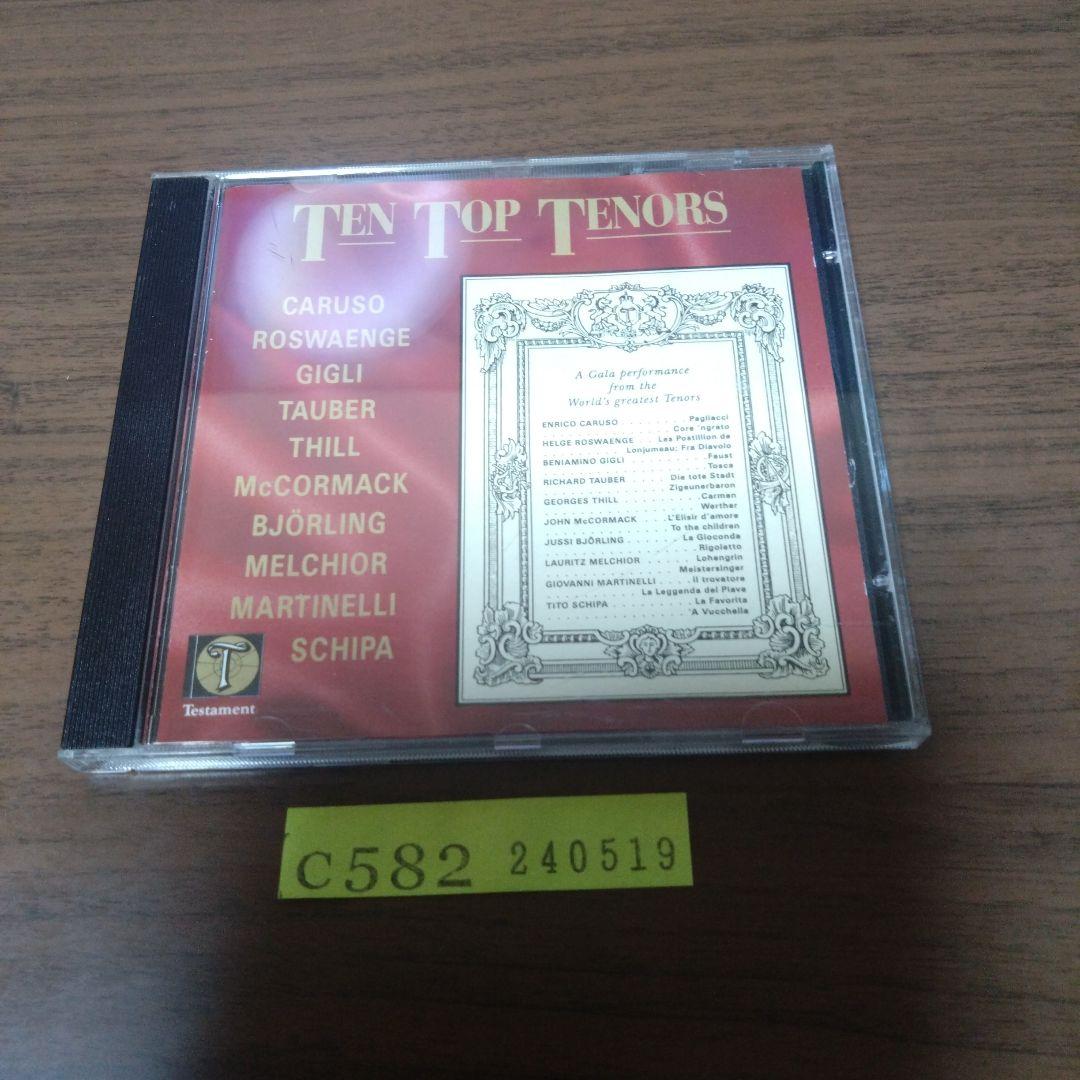 TEN TOP TENORS
CARUSO
ROSWAENGE
GIGLI
TAUBER
THILL
McCORMACK
BJÖRLING
MELCHIOR
MARTINELLI
SCHIPA
T
Testament
A Gala performance
from the
World's greatest Tenors
ENRICO CARUSO . . . . . . . . Pagliacci
Core 'ngrato
HELGE ROSWAENGE . . . Les Postillion de
Lonjumeau; Fra Diavolo
BENIAMINO GIGLI . . . . . . . . . . Faust
Tosca
RICHARD TAUBER . . . . . . Die tote Stadt
Zigeunerbaron
GEORGES THILL . . . . . . . . . . Carmen
Werther
JOHN McCORMACK . . . . L'Elisir d'amore
To the children
JUSSI BJÖRLING . . . . . . . La Gioconda
Rigoletto
LAURITZ MELCHIOR . . . . . . . Lohengrin
Meistersinger
GIOVANNI MARTINELLI . . . . Il trovatore
La Leggenda del Piave
TITO SCHIPA . . . . . . . . . . La Favorita
'A Vucchella
C582 240519